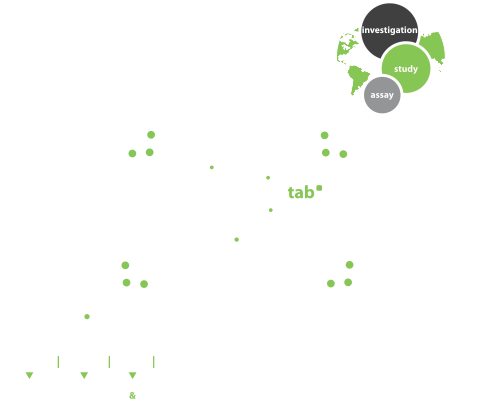 investigation
study
assay
tab
&